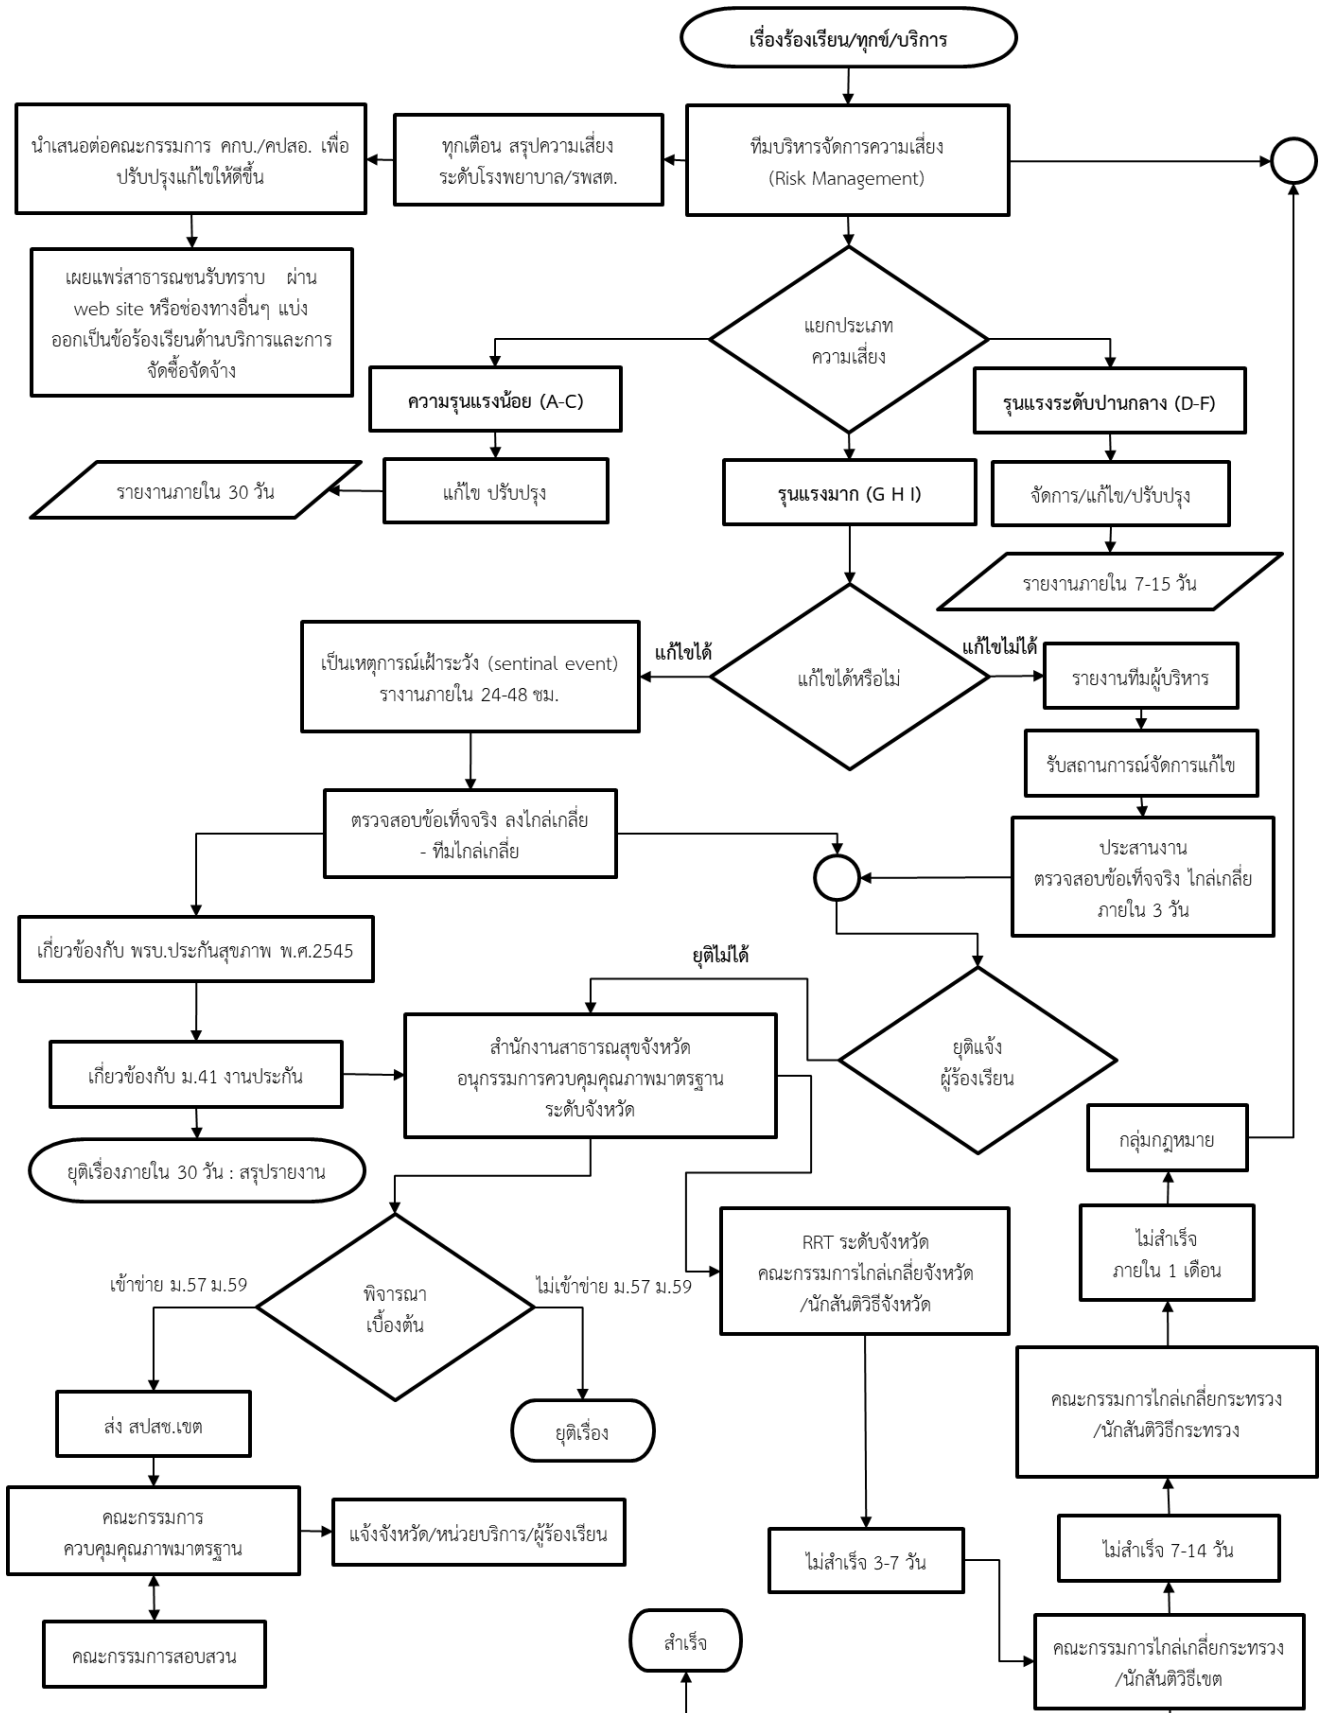 เรื่องร้องเรียน/ทุกข์/บริการ
นำเสนอต่อคณะกรรมการ คกบ./คปสอ. เพื่อ
ปรับปรุงแก้ไขให้ดีขึ้น
ทุกเตือน สรุปความเสี่ยง
ระดับโรงพยาบาล/รพสต.
ทีมบริหารจัดการความเสี่ยง
(Risk Management)
เผยแพร่สาธารณชนรับทราบ ผ่าน
web site หรือช่องทางอื่นๆ แบ่ง
ออกเป็นข้อร้องเรียนด้านบริการและการ
จัดซื้อจัดจ้าง
แยกประเภท
ความเสี่ยง
ความรุนแรงน้อย (A-C)
รุนแรงระดับปานกลาง (D-F)
รายงานภายใน 30 วัน
แก้ไข ปรับปรุง
รุนแรงมาก (G H I)
จัดการ/แก้ไข/ปรับปรุง
รายงานภายใน 7-15 วัน
เป็นเหตุการณ์เฝ้าระวัง (sentinal event)
รางานภายใน 24-48 ชม.
แก้ไขได้
แก้ไขได้หรือไม่
แก้ไขไม่ได้
รายงานทีมผู้บริหาร
รับสถานการณ์จัดการแก้ไข
ตรวจสอบข้อเท็จจริง ลงไกล่เกลี่ย
- ทีมไกล่เกลี่ย
ประสานงาน
ตรวจสอบข้อเท็จจริง ไกล่เกลี่ย
ภายใน 3 วัน
เกี่ยวข้องกับ พรบ.ประกันสุขภาพ พ.ศ.2545
ยุติไม่ได้
เกี่ยวข้องกับ ม.41 งานประกัน
สำนักงานสาธารณสุขจังหวัด
อนุกรรมการควบคุมคุณภาพมาตรฐาน
ระดับจังหวัด
ยุติแจ้ง
ผู้ร้องเรียน
ยุติเรื่องภายใน 30 วัน : สรุปรายงาน
กลุ่มกฎหมาย
RRT ระดับจังหวัด
คณะกรรมการไกล่เกลี่ยจังหวัด
/นักสันติวิธีจังหวัด
ไม่สำเร็จ
ภายใน 1 เดือน
เข้าข่าย ม.57 ม.59
พิจารณา
เบื้องต้น
ไม่เข้าข่าย ม.57 ม.59
ส่ง สปสช.เขต
ยุติเรื่อง
คณะกรรมการไกล่เกลี่ยกระทรวง
/นักสันติวิธีกระทรวง
คณะกรรมการ
ควบคุมคุณภาพมาตรฐาน
แจ้งจังหวัด/หน่วยบริการ/ผู้ร้องเรียน
ไม่สำเร็จ 3-7 วัน
ไม่สำเร็จ 7-14 วัน
คณะกรรมการสอบสวน
สำเร็จ
คณะกรรมการไกล่เกลี่ยกระทรวง
/นักสันติวิธีเขต